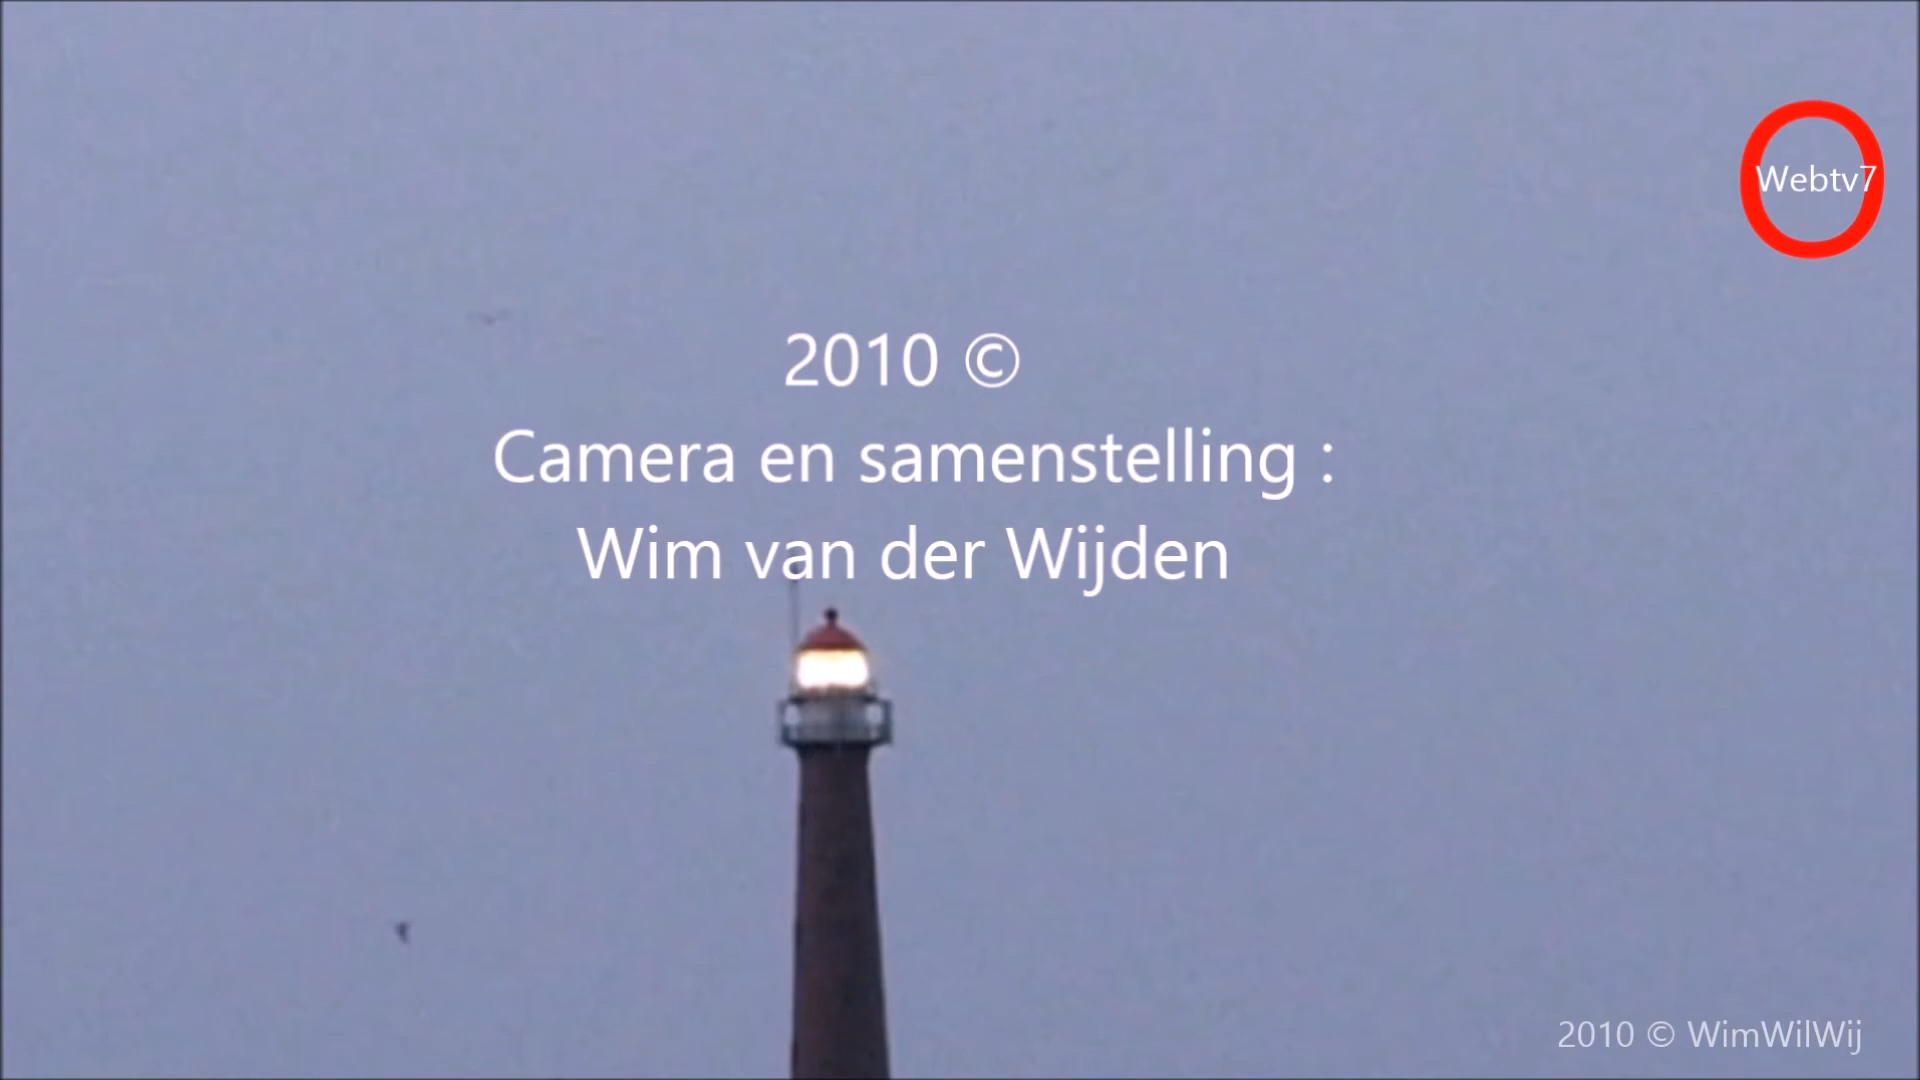 Webtv7
2010 ©
Camera en samenstelling :
Wim van der Wijden
2010 © WimWilWij